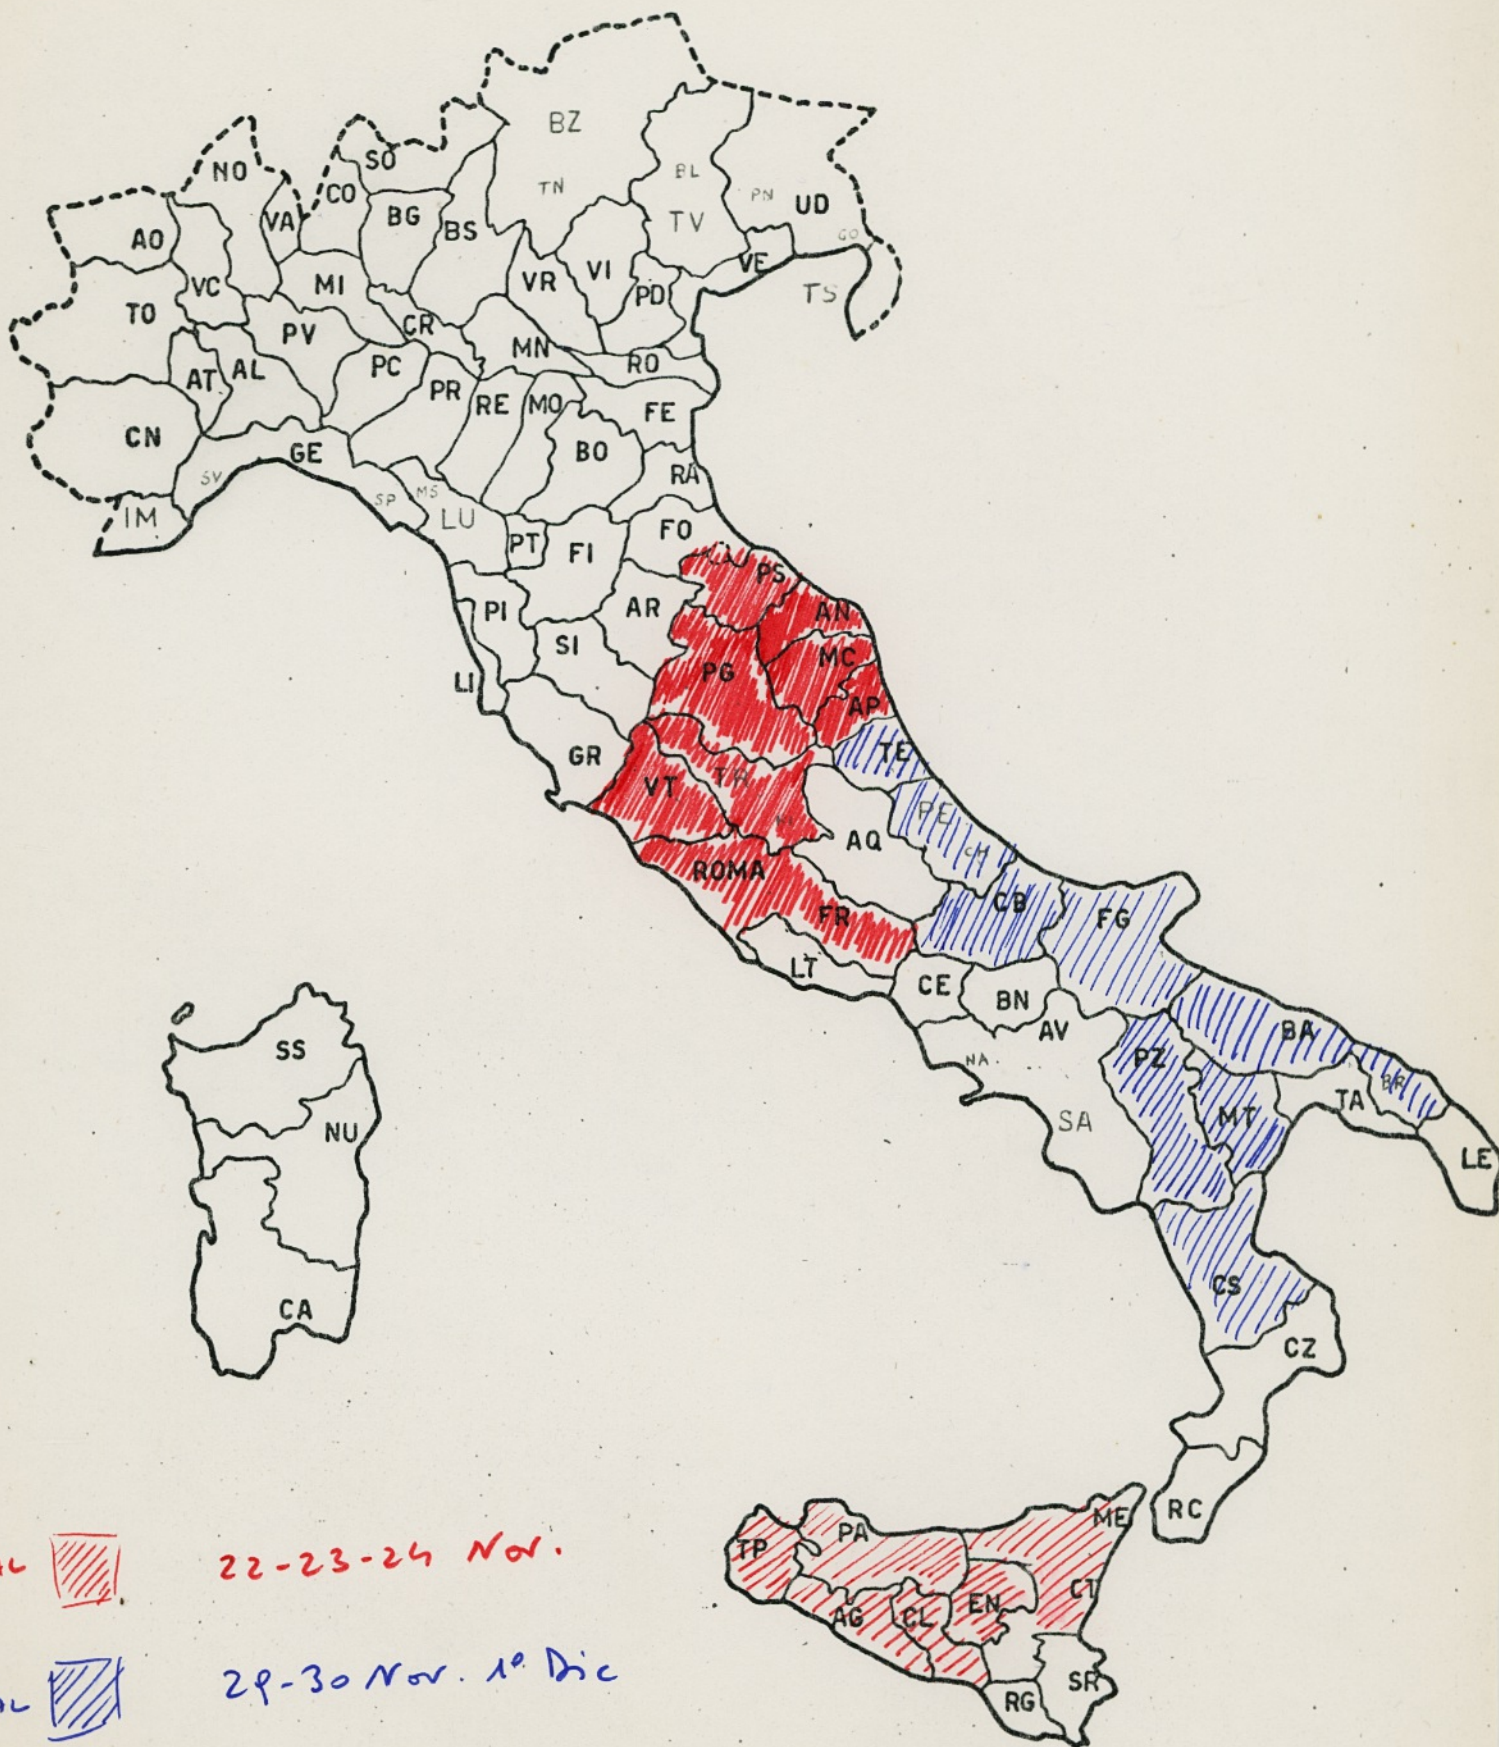 BZ
SO
NO
CO
TN
BL
PN
UD
VA
BG
BS
TV
AO
GO
VC
MI
VR
VI
PD
VE
TS
TO
PV
CR
MN
RO
AT
AL
PC
PR
RE
MO
FE
CN
GE
BO
RA
SV
SP
MS
LU
IM
PT
FI
FO
PS
PI
AR
AN
SI
MC
PG
LI
AP
GR
VT
TR
TE
PE
AQ
CH
ROMA
CB
FR
FG
LT
CE
BN
AV
BA
NA
PZ
BR
TA
MT
SA
LE
SS
NU
CS
CA
CZ
RC
ME
PA
TP
CT
EN
AG
CL
SR
RG
22-23-24 Nov.
29-30 Nov. 1° Dic